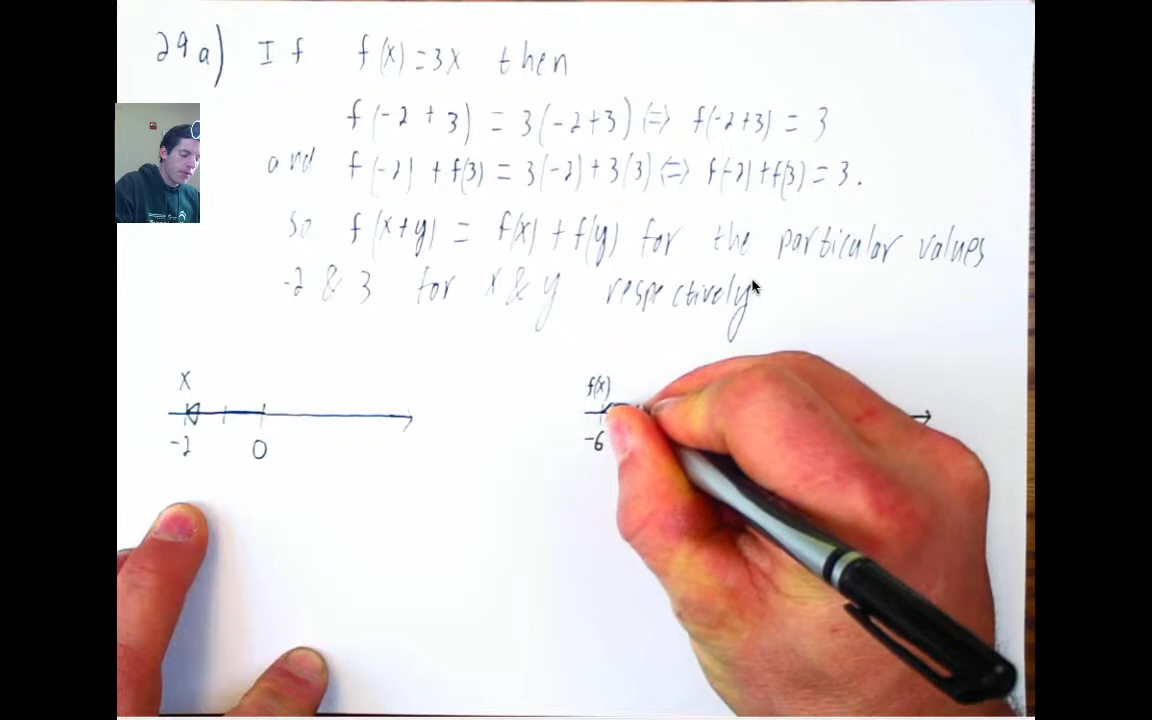 29a) If f(x)=3x then
f(-2+3) = 3(-2+3) ⇔ f(-2+3) = 3
and f(-2)+f(3) = 3(-2)+3(3) ⇔ f(-2)+f(3) = 3.
So f(x+y) = f(x)+f(y) for the particular values
-2 & 3 for x & y respectively
x f(x)
-2 0 -6